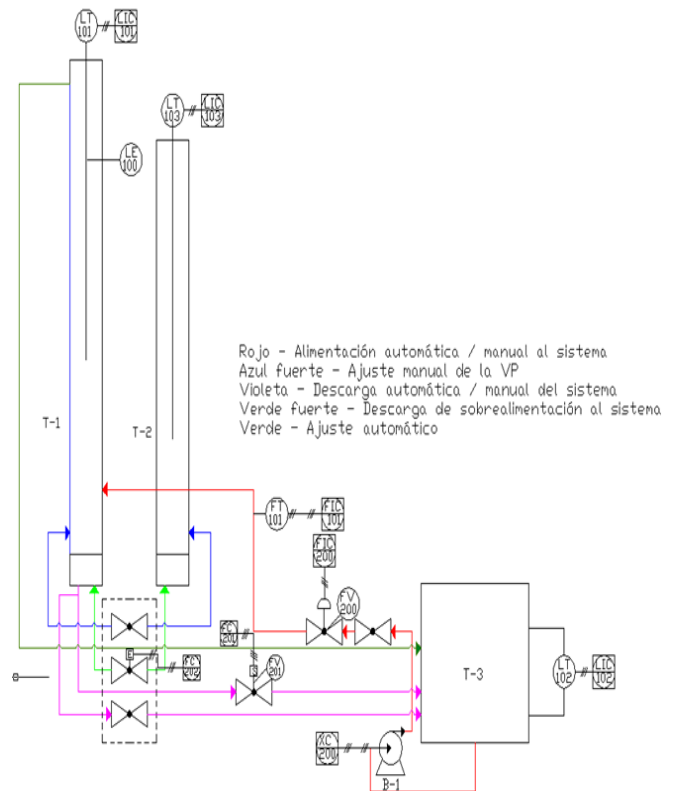 LT
101
LIC
101
LT
103
LIC
103
LE
100
Rojo - Alimentación automática / manual al sistema
Azul fuerte - Ajuste manual de la VP
Violeta - Descarga automática / manual del sistema
Verde fuerte - Descarga de sobrealimentación al sistema
Verde - Ajuste automático
T-1
T-2
FT
101
FIC
101
FIC
200
FV
200
FC
201
E
FC
202
FV
201
T-3
LT
102
LIC
102
XC
200
B-1